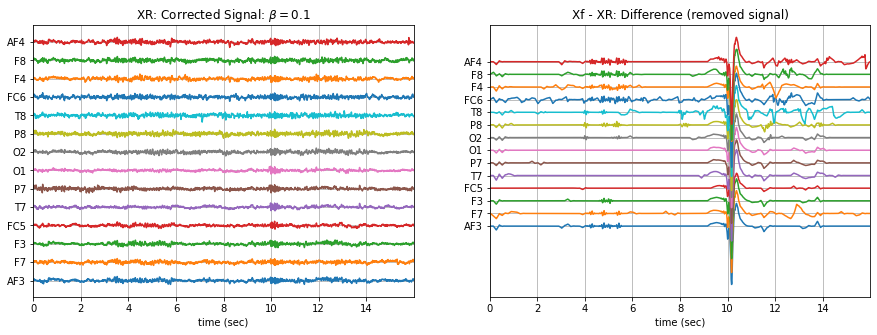 XR: Corrected Signal: β = 0.1
AF4
F8
F4
FC6
T8
P8
O2
O1
P7
T7
FC5
F3
F7
AF3
0 2 4 6 8 10 12 14
time (sec)
Xf - XR: Difference (removed signal)
AF4
F8
F4
FC6
T8
P8
O2
O1
P7
T7
FC5
F3
F7
AF3
0 2 4 6 8 10 12 14
time (sec)